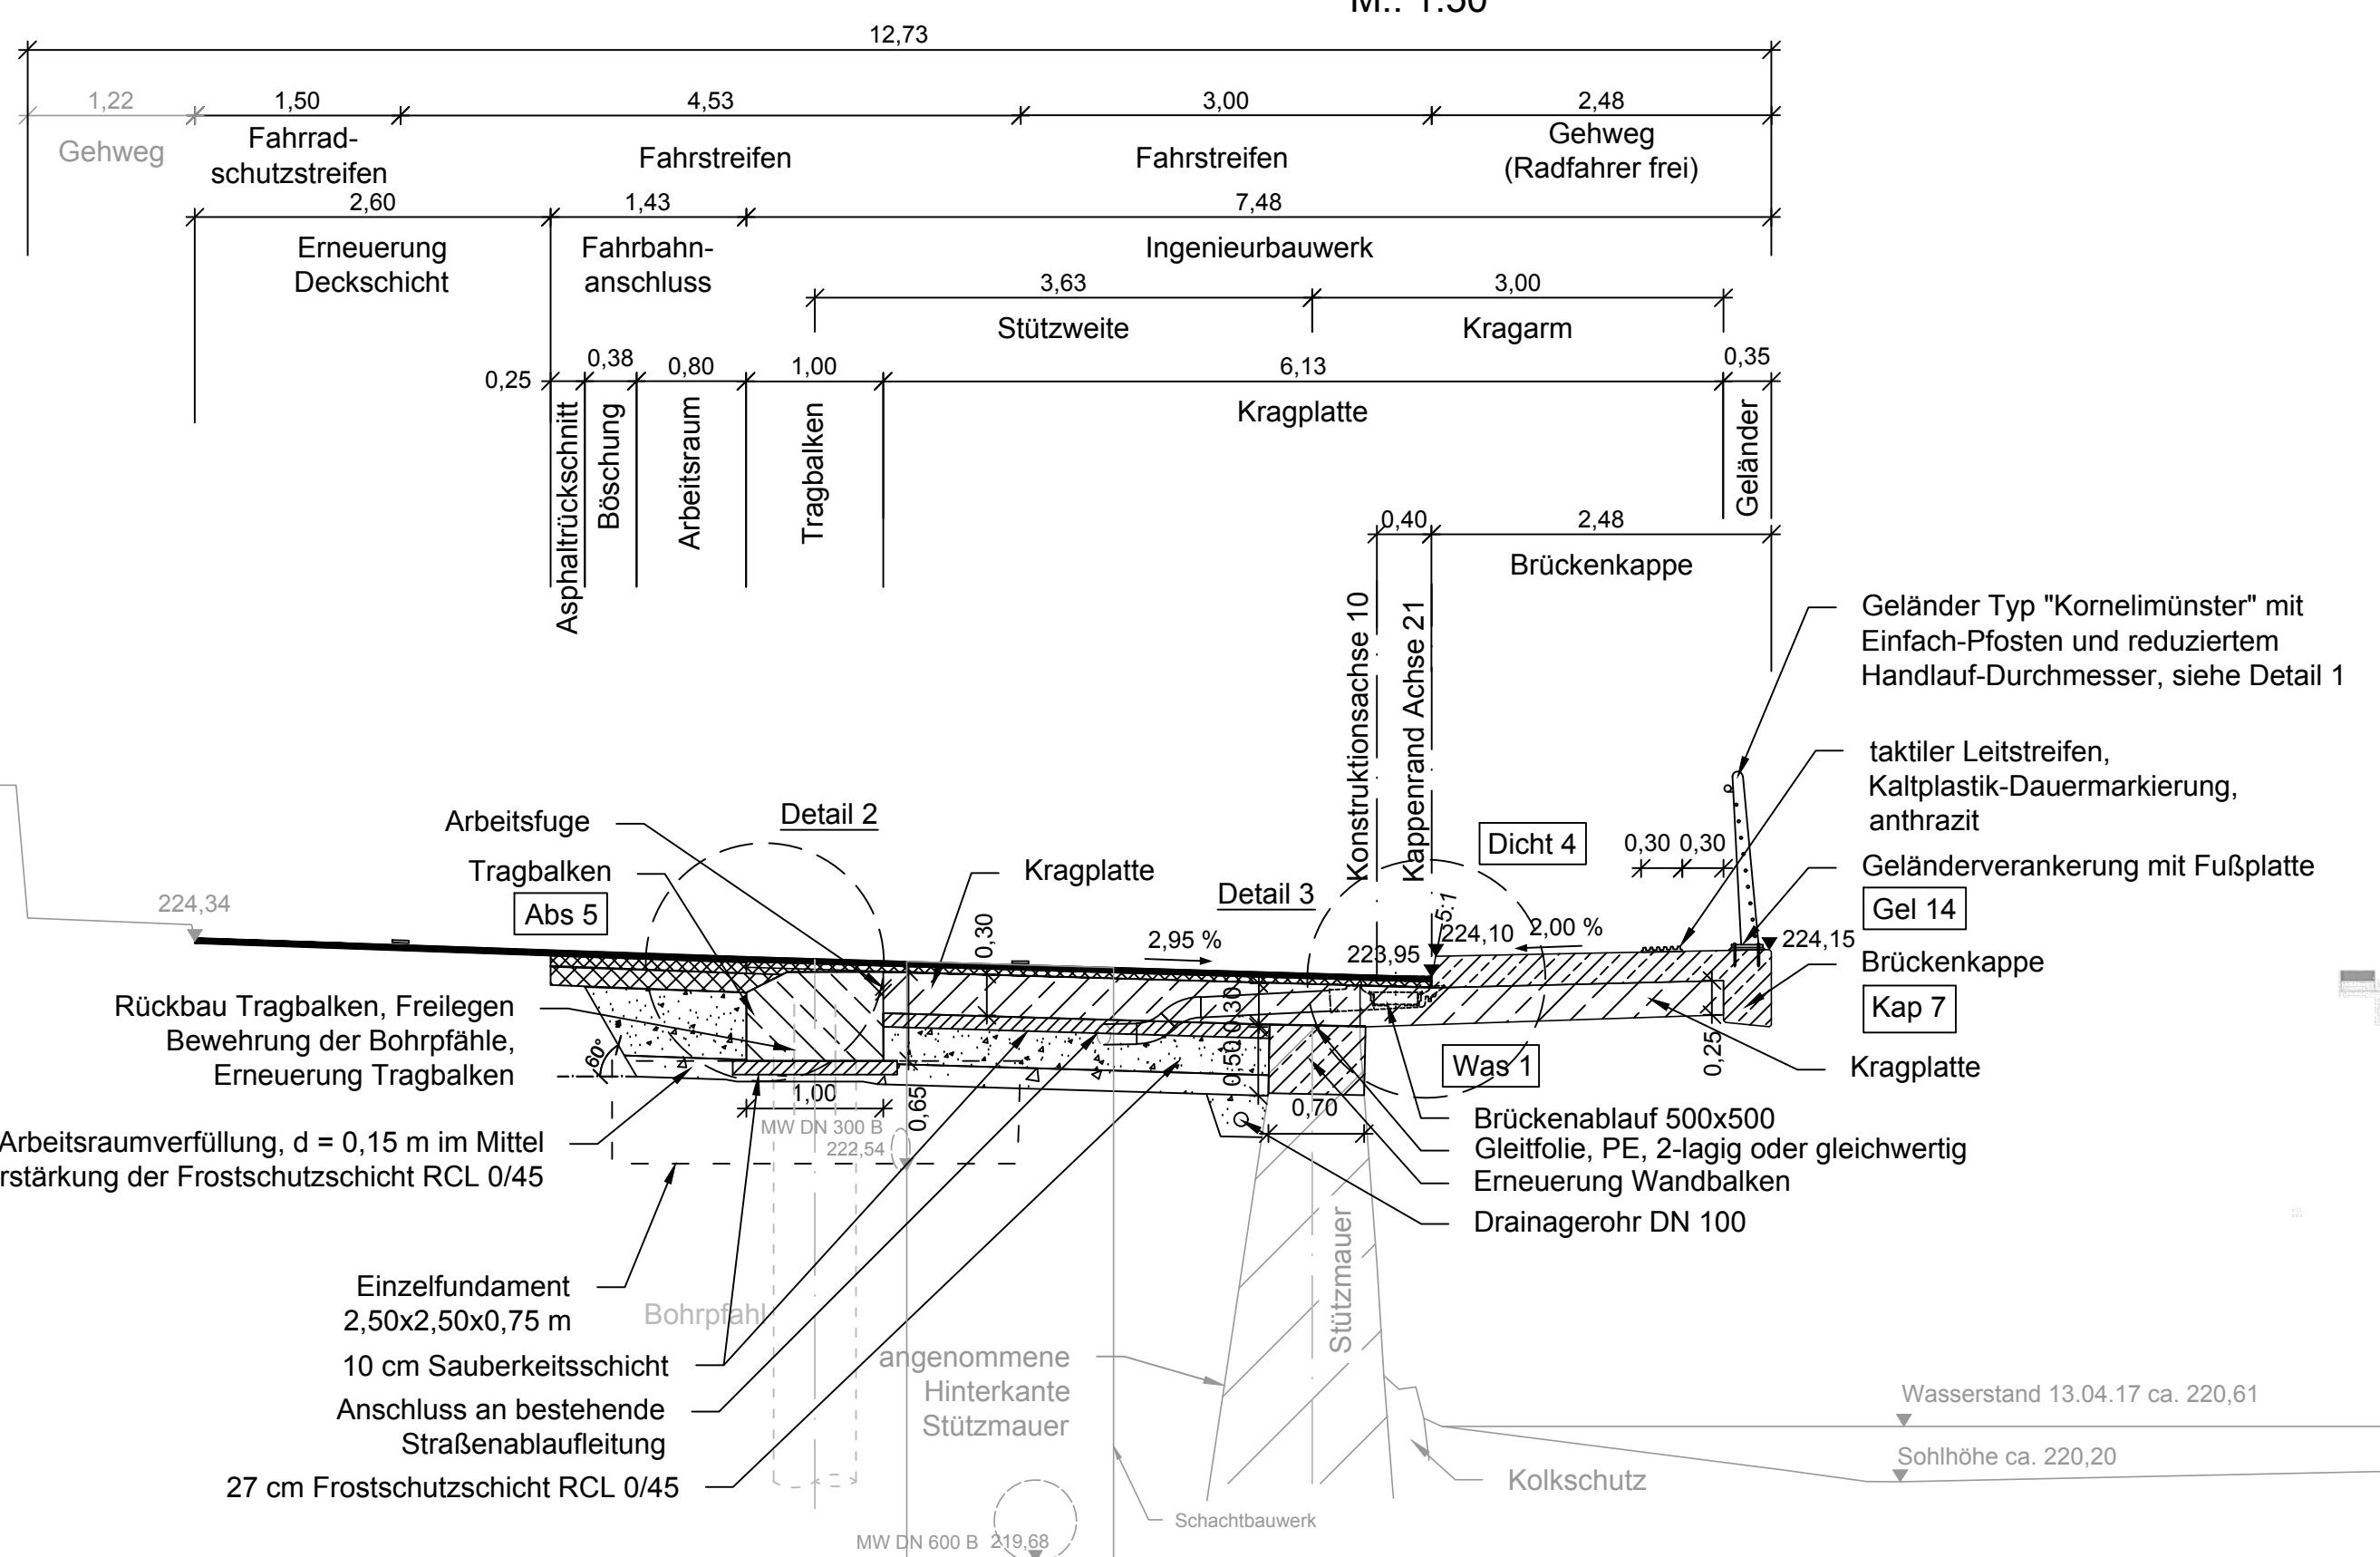 M.: 1:50
12,73
1,22
1,50
4,53
3,00
2,48
Gehweg
Fahrrad-
schutzstreifen
Fahrstreifen
Fahrstreifen
Gehweg
(Radfahrer frei)
2,60
1,43
7,48
Erneuerung
Deckschicht
Fahrbahn-
anschluss
Ingenieurbauwerk
3,63
3,00
Stützweite
Kragarm
0,25
0,38
0,80
1,00
6,13
0,35
Asphaltrückschnitt
Böschung
Arbeitsraum
Tragbalken
Kragplatte
Geländer
0,40
2,48
Brückenkappe
Konstruktionsachse 10
Kappenrand Achse 21
Geländer Typ "Kornelimünster" mit
Einfach-Pfosten und reduziertem
Handlauf-Durchmesser, siehe Detail 1
taktiler Leitstreifen,
Kaltplastik-Dauermarkierung,
anthrazit
Arbeitsfuge
Detail 2
Dicht 4
0,30
0,30
Tragbalken
Kragplatte
Geländerverankerung mit Fußplatte
Abs 5
Detail 3
Gel 14
224,34
0,30
2,95 %
5:1
224,10
2,00 %
224,15
223,95
Brückenkappe
Kap 7
Rückbau Tragbalken, Freilegen
Bewehrung der Bohrpfähle,
Erneuerung Tragbalken
60°
0,30
0,50
0,25
Was 1
Kragplatte
1,00
0,65
0,70
MW DN 300 B
222,54
Brückenablauf 500x500
Gleitfolie, PE, 2-lagig oder gleichwertig
Erneuerung Wandbalken
Drainagerohr DN 100
Arbeitsraumverfüllung, d = 0,15 m im Mittel
rstärkung der Frostschutzschicht RCL 0/45
Stützmauer
Einzelfundament
2,50x2,50x0,75 m
Bohrpfahl
10 cm Sauberkeitsschicht
angenommene
Hinterkante
Stützmauer
Anschluss an bestehende
Straßenablaufleitung
27 cm Frostschutzschicht RCL 0/45
Wasserstand 13.04.17 ca. 220,61
Sohlhöhe ca. 220,20
Kolkschutz
Schachtbauwerk
MW DN 600 B
219,68